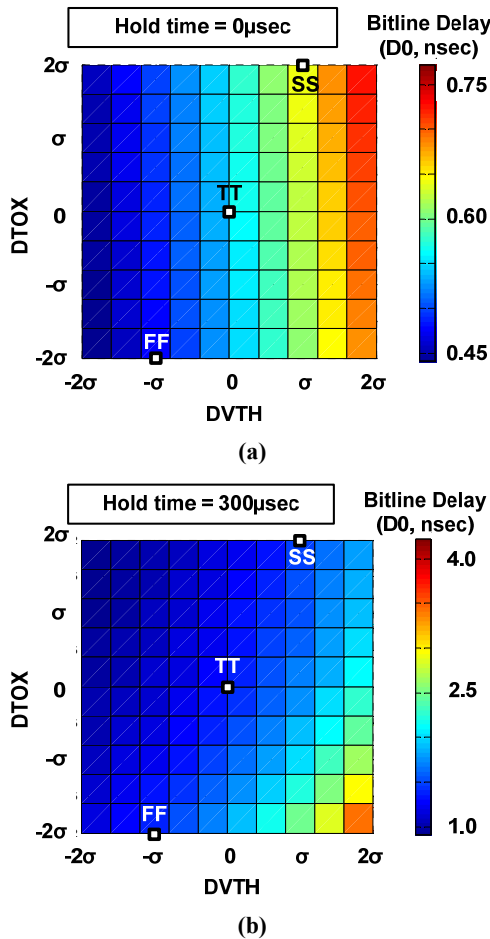 Hold time = 0µsec
Bitline Delay
(D0, nsec)
2σ
SS
0.75
σ
TT
DTOX
0
0.60
-σ
FF
-2σ
0.45
-2σ -σ 0 σ 2σ
DVTH
(a)
Hold time = 300µsec
Bitline Delay
(D0, nsec)
2σ
SS
4.0
σ
TT
DTOX
0
2.5
-σ
FF
-2σ
1.0
-2σ -σ 0 σ 2σ
DVTH
(b)